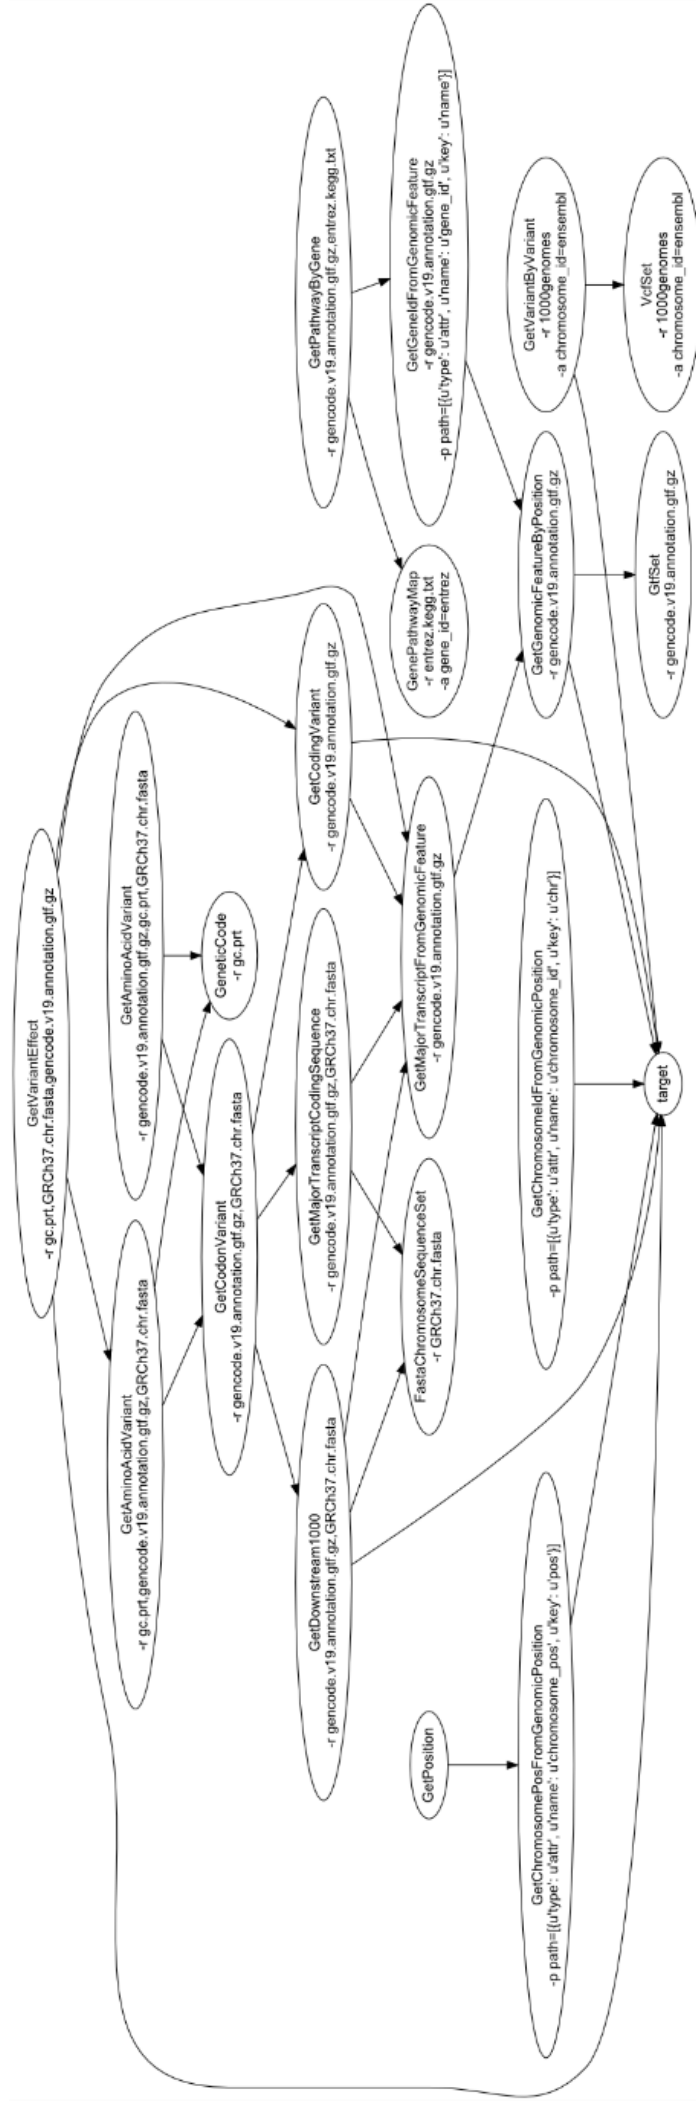 GetVariantEffect
-r gc.prt,GRCh37.chr.fasta,gencode.v19.annotation.gtf.gz
GetAminoAcidVariant
-r gc.prt,gencode.v19.annotation.gtf.gz,GRCh37.chr.fasta
GetAminoAcidVariant
-r gencode.v19.annotation.gtf.gz,gc.prt,GRCh37.chr.fasta
GetCodonVariant
-r gencode.v19.annotation.gtf.gz,GRCh37.chr.fasta
GeneticCode
-r gc.prt
GetDownstream1000
-r gencode.v19.annotation.gtf.gz,GRCh37.chr.fasta
GetMajorTranscriptCodingSequence
-r gencode.v19.annotation.gtf.gz,GRCh37.chr.fasta
GetCodingVariant
-r gencode.v19.annotation.gtf.gz
GetPathwayByGene
-r gencode.v19.annotation.gtf.gz,entrez.kegg.txt
GetPosition
FastaChromosomeSequenceSet
-r GRCh37.chr.fasta
GetMajorTranscriptFromGenomicFeature
-r gencode.v19.annotation.gtf.gz
GenePathwayMap
-r entrez.kegg.txt
-a gene_id=entrez
GetGeneIdFromGenomicFeature
-r gencode.v19.annotation.gtf.gz
-p path=[{u'type': u'attr', u'name': u'gene_id', u'key': u'name'}]
GetChromosomePosFromGenomicPosition
-p path=[{u'type': u'attr', u'name': u'chromosome_pos', u'key': u'pos'}]
GetChromosomeIdFromGenomicPosition
-p path=[{u'type': u'attr', u'name': u'chromosome_id', u'key': u'chr'}]
GetGenomicFeatureByPosition
-r gencode.v19.annotation.gtf.gz
GetVariantByVariant
-r 1000genomes
-a chromosome_id=ensembl
target
GtfSet
-r gencode.v19.annotation.gtf.gz
VcfSet
-r 1000genomes
-a chromosome_id=ensembl